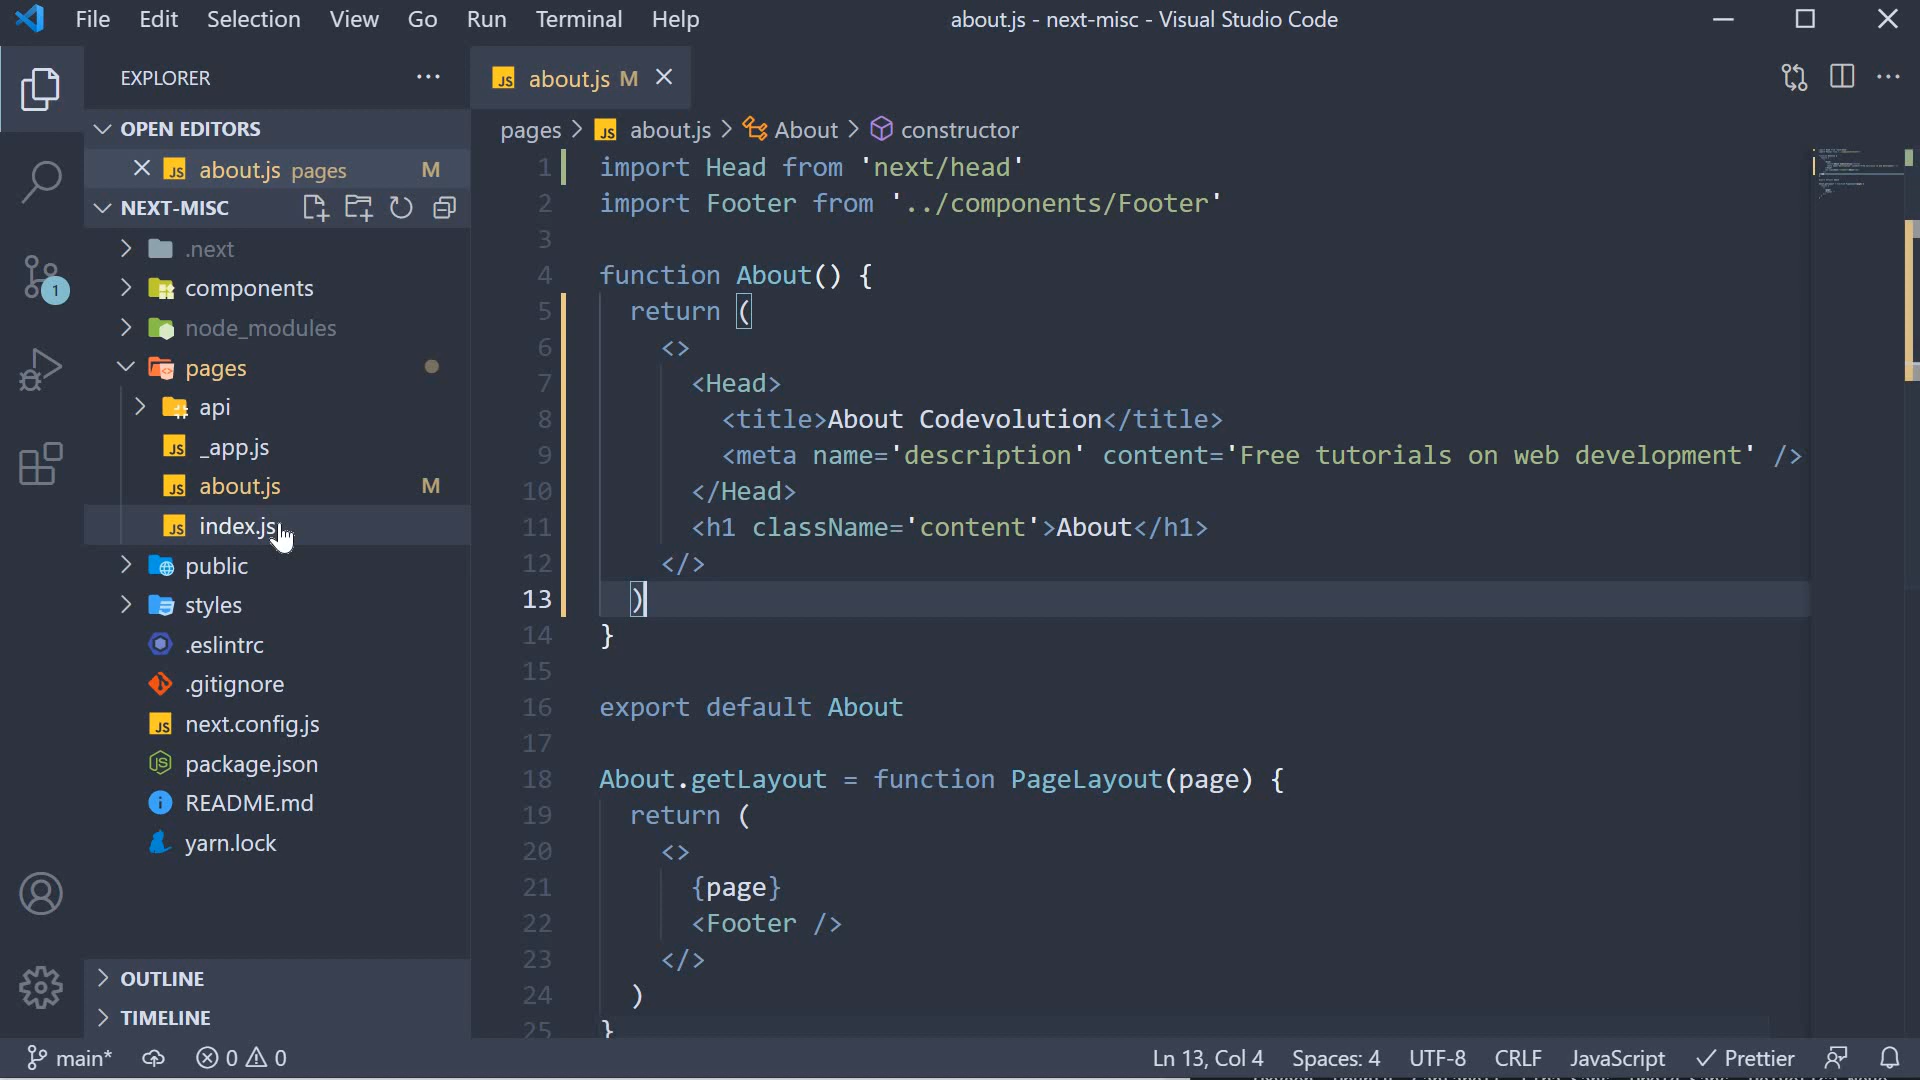 File Edit Selection View Go Run Terminal Help
about.js - next-misc - Visual Studio Code
EXPLORER
OPEN EDITORS
about.js pages M
NEXT-MISC
.next
components
node_modules
pages
api
_app.js
about.js M
index.js
public
styles
.eslintrc
.gitignore
next.config.js
package.json
README.md
yarn.lock
OUTLINE
TIMELINE
1
about.js M
pages > about.js > About > constructor
1 import Head from 'next/head'
2 import Footer from '../components/Footer'
3
4 function About() {
5 return (
6 <>
7 <Head>
8 <title>About Codevolution</title>
9 <meta name='description' content='Free tutorials on web development' />
10 </Head>
11 <h1 className='content'>About</h1>
12 </>
13 )
14 }
15
16 export default About
17
18 About.getLayout = function PageLayout(page) {
19 return (
20 <>
21 {page}
22 <Footer />
23 </>
24 )
25 }
main* 0 0 Ln 13, Col 4 Spaces: 4 UTF-8 CRLF JavaScript Prettier